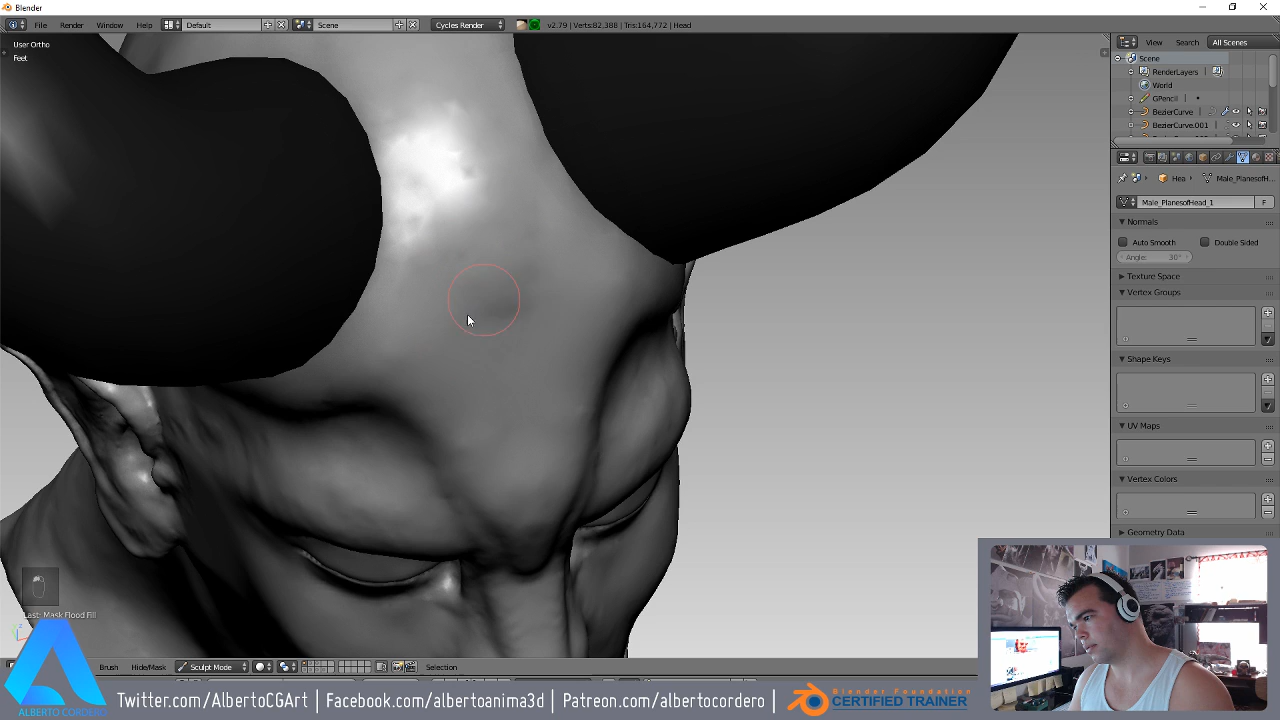 Blender
File Render Window Help Default Scene Cycles Render v2.79 | Verts:82,388 | Tris:164,772 | Head
User Ortho
Feet
View Search All Scenes
Scene
RenderLayers
World
GPencil
BezierCurve
BezierCurve.001
Hea Male_PlanesofH...
Male_PlanesofHead_1 F
Normals
Auto Smooth Double Sided
Angle: 30°
Texture Space
Vertex Groups
Shape Keys
UV Maps
Vertex Colors
Geometry Data
Last: Mask Flood Fill
Brush Hide/Mask Sculpt Mode Selection
ALBERTO CORDERO
Twitter.com/AlbertoCGArt | Facebook.com/albertoanima3d | Patreon.com/albertocordero |
Blender Foundation
CERTIFIED TRAINER